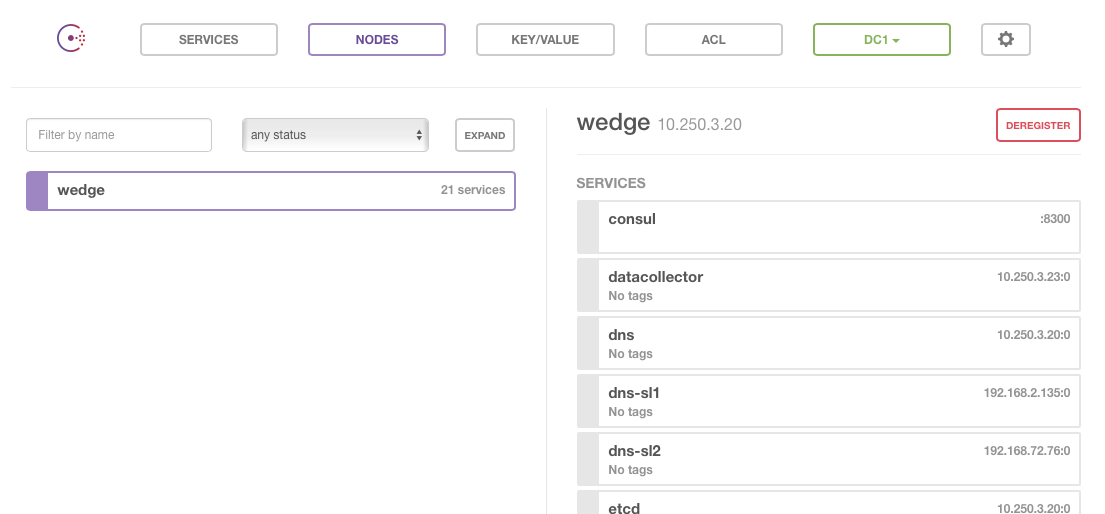 SERVICES
NODES
KEY/VALUE
ACL
DC1
Filter by name
any status
EXPAND
wedge 21 services
wedge 10.250.3.20
DEREGISTER
SERVICES
consul :8300
datacollector 10.250.3.23:0
No tags
dns 10.250.3.20:0
No tags
dns-sl1 192.168.2.135:0
No tags
dns-sl2 192.168.72.76:0
No tags
etcd 10.250.3.20:0